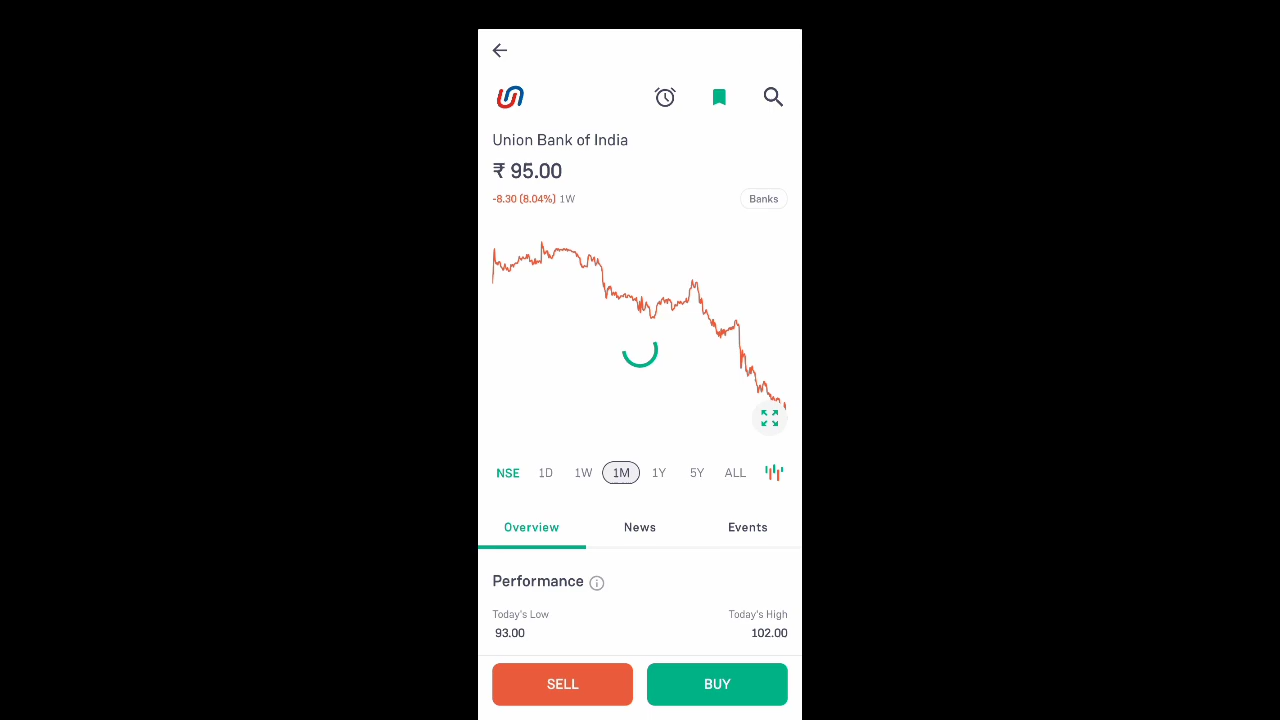 Union Bank of India
₹ 95.00
-8.30 (8.04%) 1W
Banks
NSE 1D 1W 1M 1Y 5Y ALL
Overview News Events
Performance
Today's Low Today's High
93.00 102.00
SELL BUY